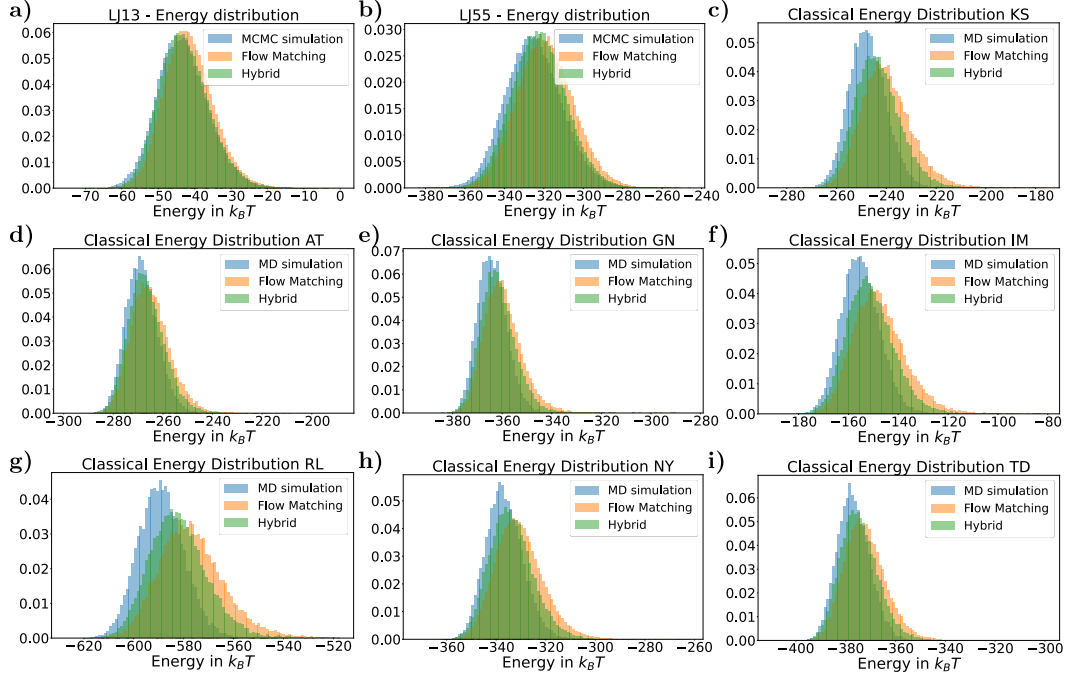 a)
LJ13 - Energy distribution
0.06
0.05
0.04
0.03
0.02
0.01
0.00
MCMC simulation
Flow Matching
Hybrid
−70 −60 −50 −40 −30 −20 −10 0
Energy in k_BT
b)
LJ55 - Energy distribution
0.030
0.025
0.020
0.015
0.010
0.005
0.000
MCMC simulation
Flow Matching
Hybrid
−380 −360 −340 −320 −300 −280 −260 −240
Energy in k_BT
c)
Classical Energy Distribution KS
0.05
0.04
0.03
0.02
0.01
0.00
MD simulation
Flow Matching
Hybrid
−280 −260 −240 −220 −200 −180
Energy in k_BT
d)
Classical Energy Distribution AT
0.06
0.05
0.04
0.03
0.02
0.01
0.00
MD simulation
Flow Matching
Hybrid
−300 −280 −260 −240 −220 −200
Energy in k_BT
e)
Classical Energy Distribution GN
0.07
0.06
0.05
0.04
0.03
0.02
0.01
0.00
MD simulation
Flow Matching
Hybrid
−380 −360 −340 −320 −300 −280
Energy in k_BT
f)
Classical Energy Distribution IM
0.05
0.04
0.03
0.02
0.01
0.00
MD simulation
Flow Matching
Hybrid
−180 −160 −140 −120 −100 −80
Energy in k_BT
g)
Classical Energy Distribution RL
0.04
0.03
0.02
0.01
0.00
MD simulation
Flow Matching
Hybrid
−620 −600 −580 −560 −540 −520
Energy in k_BT
h)
Classical Energy Distribution NY
0.05
0.04
0.03
0.02
0.01
0.00
MD simulation
Flow Matching
Hybrid
−360 −340 −320 −300 −280 −260
Energy in k_BT
i)
Classical Energy Distribution TD
0.06
0.05
0.04
0.03
0.02
0.01
0.00
MD simulation
Flow Matching
Hybrid
−400 −380 −360 −340 −320 −300
Energy in k_BT